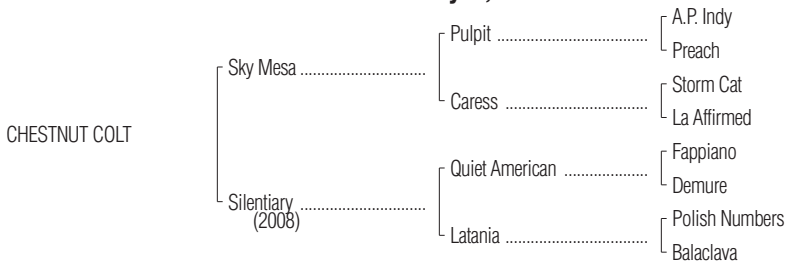 A.P. Indy
Pulpit ........................................
Preach
Sky Mesa .................................
Storm Cat
Caress ........................................
La Affirmed
CHESTNUT COLT
Fappiano
Quiet American ......................
Demure
Silentiary .................................
(2008)
Polish Numbers
Latania ......................................
Balaclava